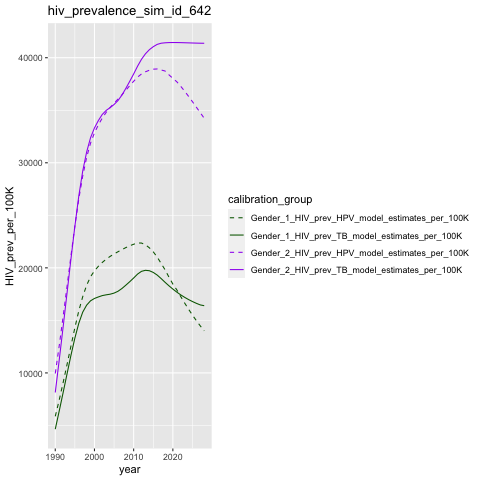 hiv_prevalence_sim_id_642
40000
30000
20000
10000
HIV_prev_per_100K
1990 2000 2010 2020
year
calibration_group
Gender_1_HIV_prev_HPV_model_estimates_per_100K
Gender_1_HIV_prev_TB_model_estimates_per_100K
Gender_2_HIV_prev_HPV_model_estimates_per_100K
Gender_2_HIV_prev_TB_model_estimates_per_100K